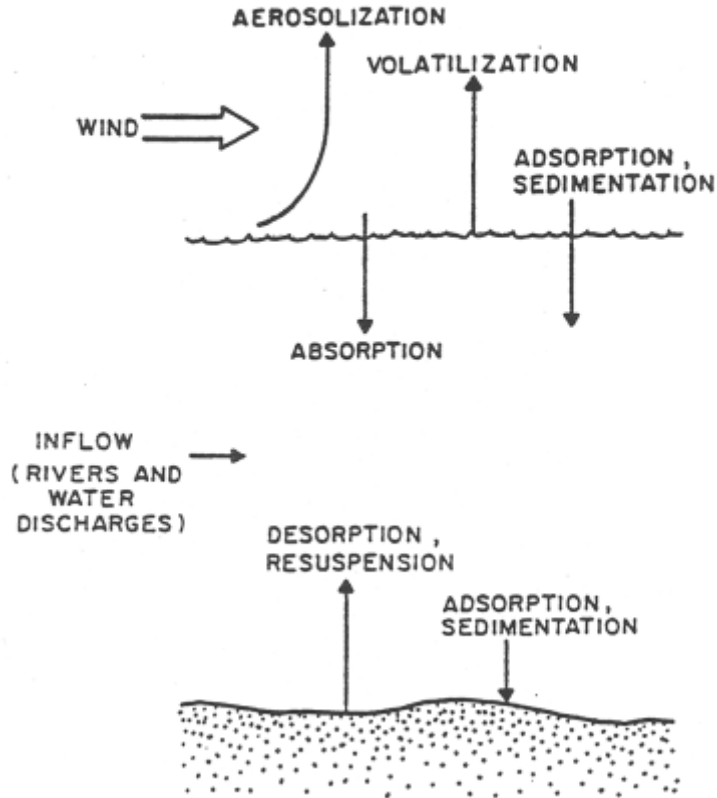 AEROSOLIZATION
VOLATILIZATION
WIND
ADSORPTION,
SEDIMENTATION
ABSORPTION
INFLOW
(RIVERS AND
WATER
DISCHARGES)
DESORPTION,
RESUSPENSION
ADSORPTION,
SEDIMENTATION